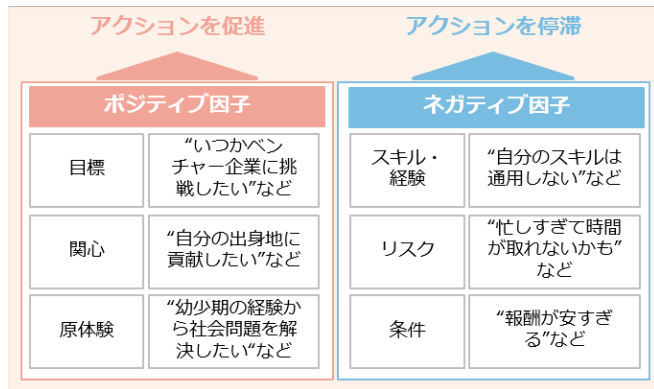 アクションを促進
ポジティブ因子
目標
“いつかベン
チャー企業に挑
戦したい”など
関心
“自分の出身地に
貢献したい”など
原体験
“幼少期の経験か
ら社会問題を解
決したい“など
アクションを停滞
ネガティブ因子
スキル・
経験
“自分のスキルは
通用しない”など
リスク
“忙しすぎて時間
が取れないかも”
など
条件
“報酬が安すぎ
る”など